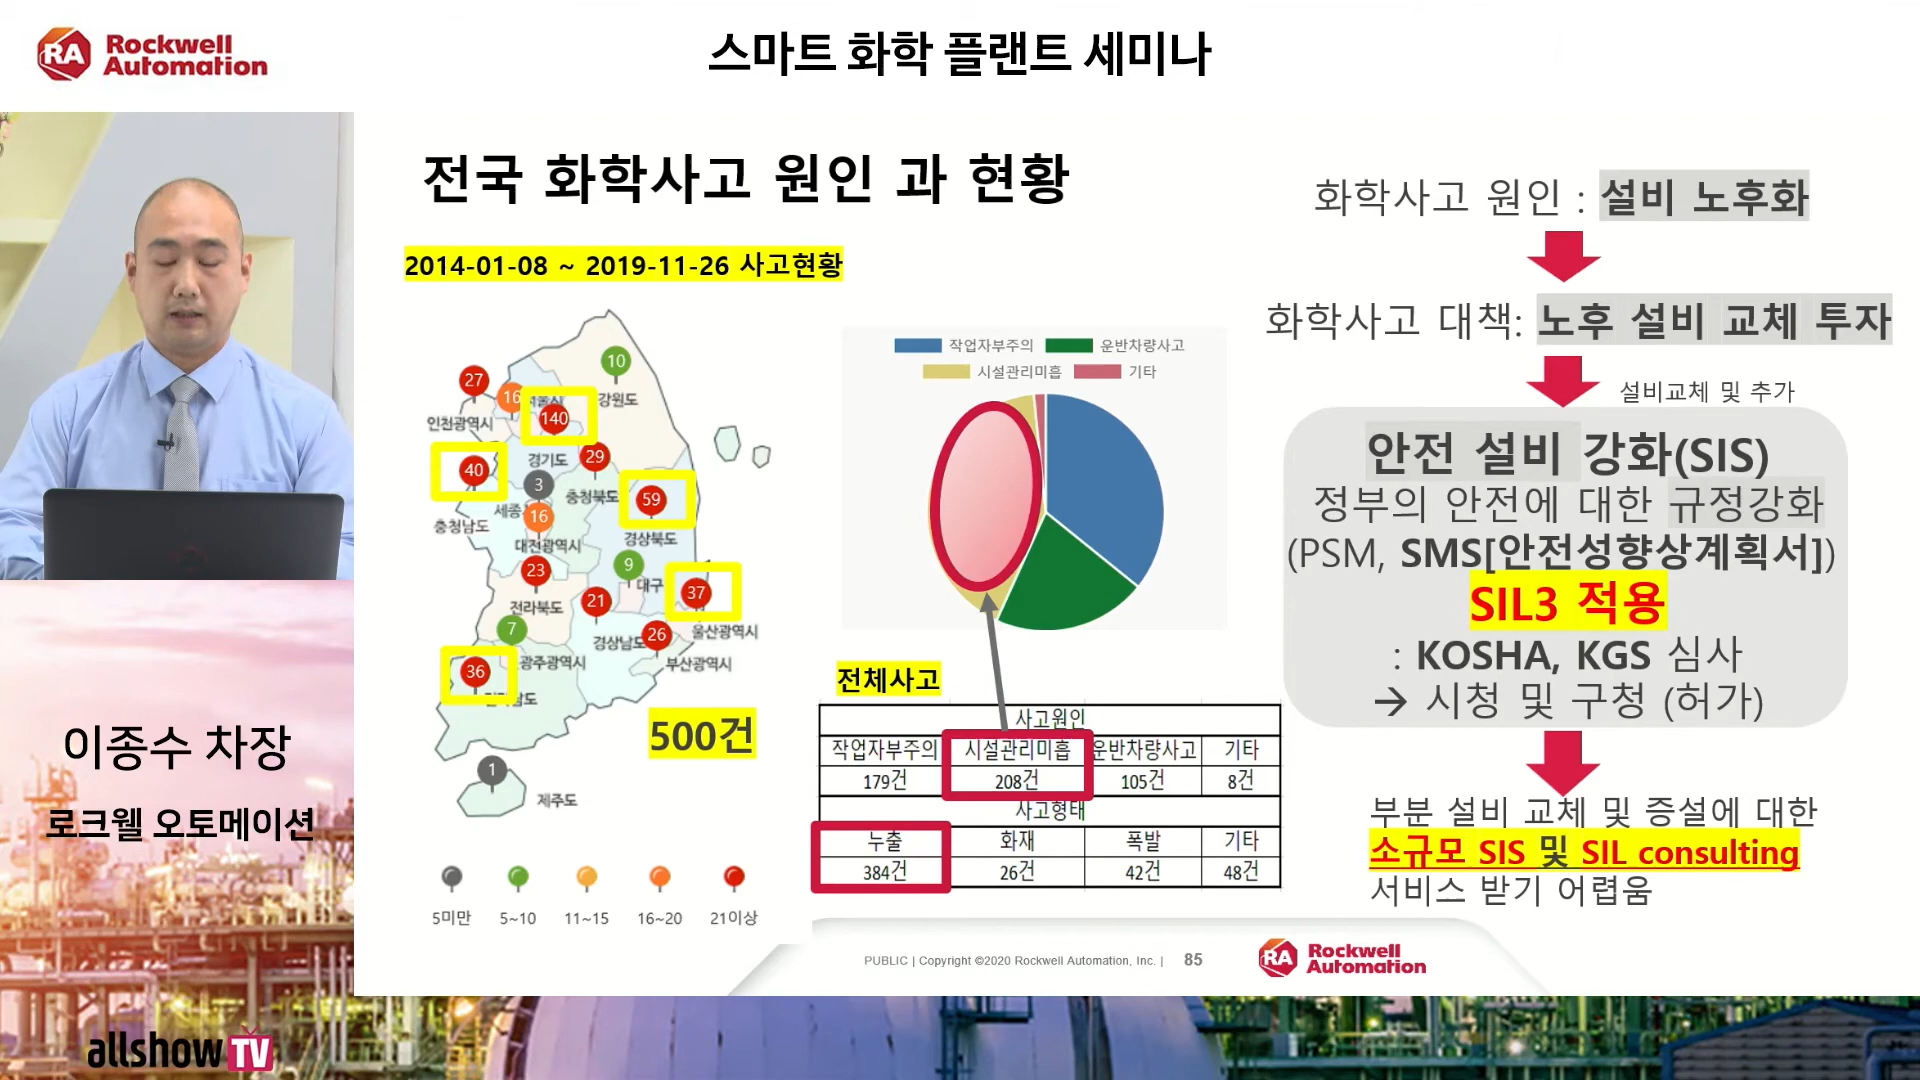 Rockwell
Automation
스마트 화학 플랜트 세미나
전국 화학사고 원인 과 현황
2014-01-08 ~ 2019-11-26 사고현황
27
인천광역시
16
서울시
140
10
강원도
경기도
29
40
충청남도
3
세종
충청북도
59
경상북도
16
대전광역시
23
전라북도
9
대구
37
울산광역시
21
경상남도
26
부산광역시
7
광주광역시
36
500건
1
제주도
5미만
5~10
11~15
16~20
21이상
작업자부주의
운반차량사고
시설관리미흡
기타
전체사고
사고원인
작업자부주의 시설관리미흡 운반차량사고 기타
179건 208건 105건 8건
사고형태
누출 화재 폭발 기타
384건 26건 42건 48건
화학사고 원인 : 설비 노후화
화학사고 대책: 노후 설비 교체 투자
설비교체 및 추가
안전 설비 강화(SIS)
정부의 안전에 대한 규정강화
(PSM, SMS[안전성향상계획서])
SIL3 적용
: KOSHA, KGS 심사
→ 시청 및 구청 (허가)
부분 설비 교체 및 증설에 대한
소규모 SIS 및 SIL consulting
서비스 받기 어렵움
이종수 차장
로크웰 오토메이션
PUBLIC | Copyright ©2020 Rockwell Automation, Inc. | 85
Rockwell
Automation
allshow TV